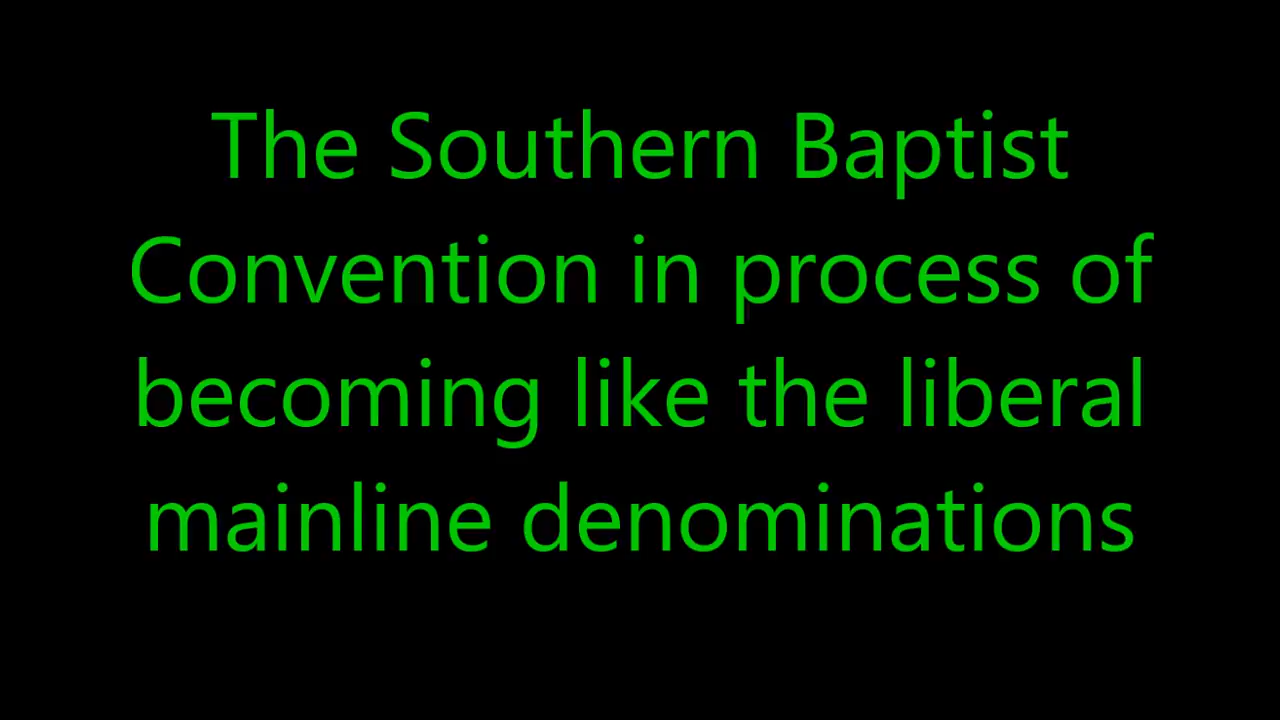 The Southern Baptist
Convention in process of
becoming like the liberal
mainline denominations